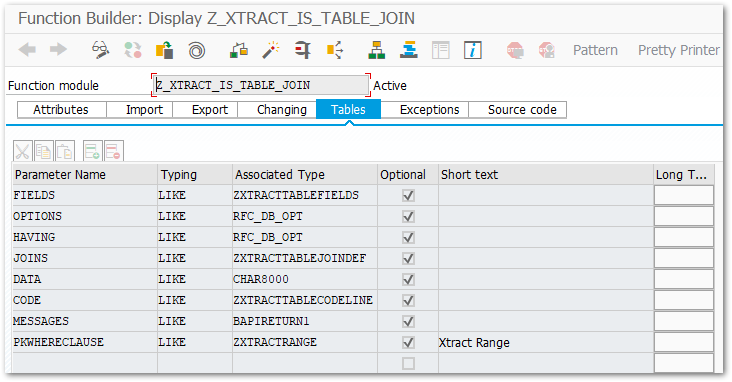 Function Builder: Display Z_XTRACT_IS_TABLE_JOIN
Pattern Pretty Printer
Function module Z_XTRACT_IS_TABLE_JOIN Active
Attributes Import Export Changing Tables Exceptions Source code
Parameter Name Typing Associated Type Optional Short text Long T...
FIELDS LIKE ZXTRACTTABLEFIELDS
OPTIONS LIKE RFC_DB_OPT
HAVING LIKE RFC_DB_OPT
JOINS LIKE ZXTRACTTABLEJOINDEF
DATA LIKE CHAR8000
CODE LIKE ZXTRACTTABLECODELINE
MESSAGES LIKE BAPIRETURN1
PKWHERECLAUSE LIKE ZXTRACTRANGE Xtract Range